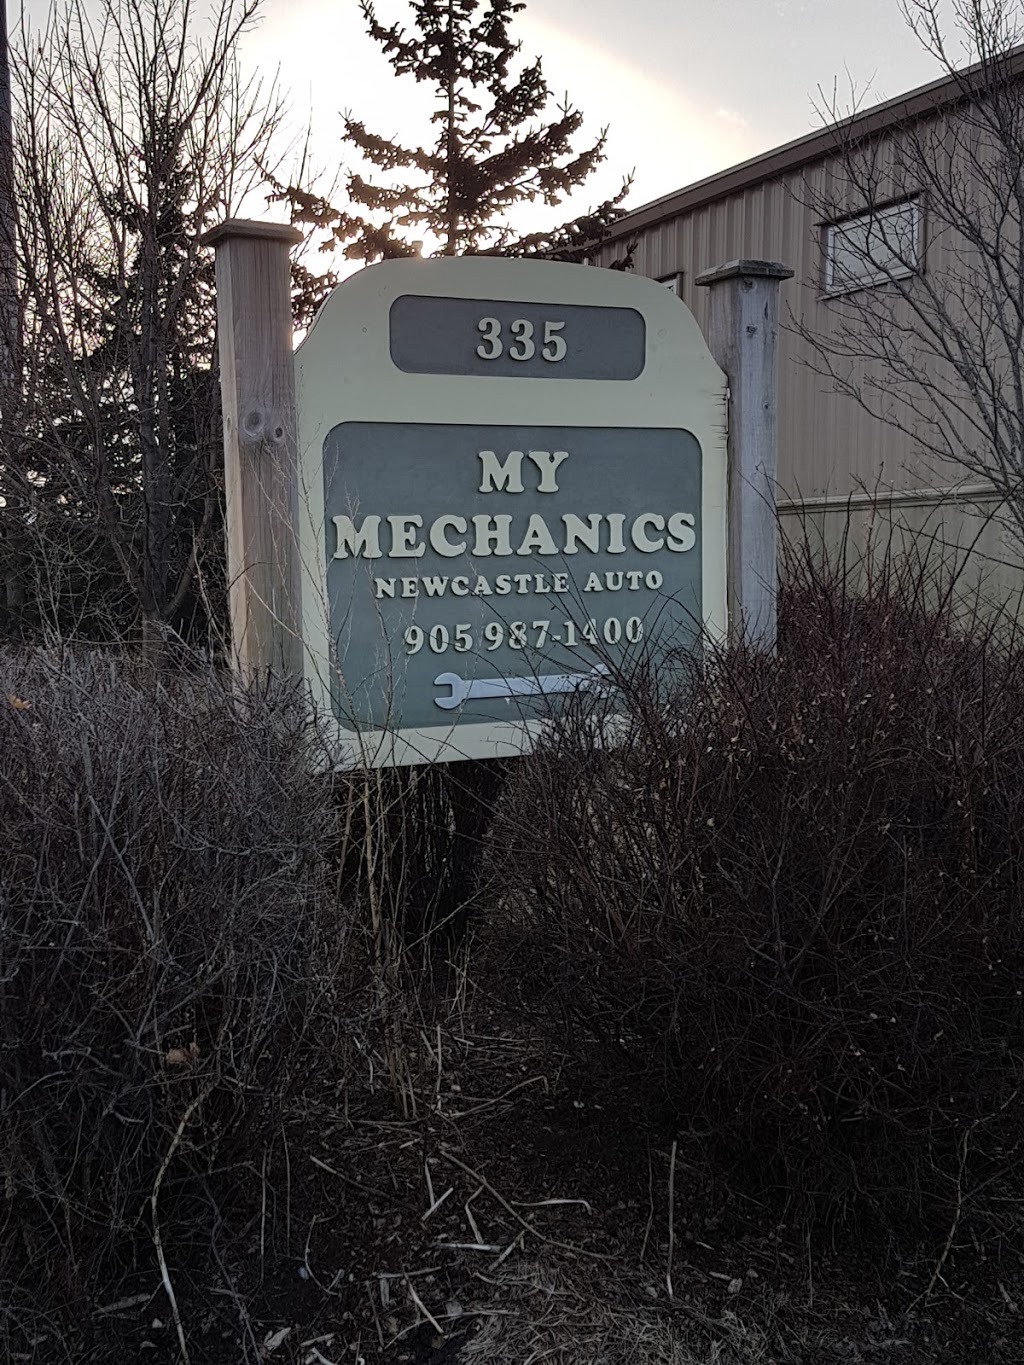 335
MY
MECHANICS
NEWCASTLE AUTO
905 987-1400